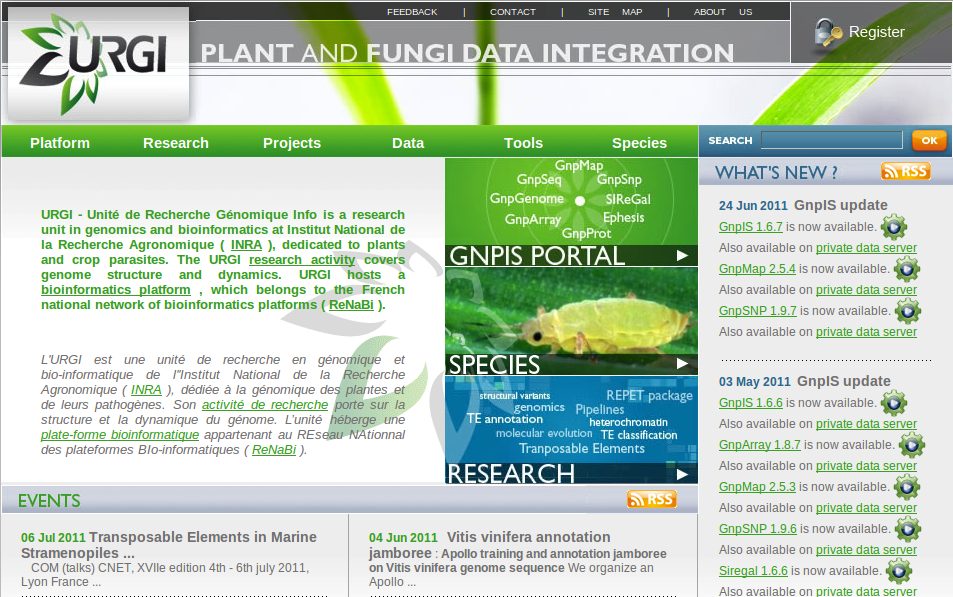 FEEDBACK | CONTACT | SITE MAP | ABOUT US
URGI
PLANT AND FUNGI DATA INTEGRATION
Register
Platform Research Projects Data Tools Species
SEARCH OK
URGI - Unité de Recherche Génomique Info is a research
unit in genomics and bioinformatics at Institut National de
la Recherche Agronomique ( INRA ), dedicated to plants
and crop parasites. The URGI research activity covers
genome structure and dynamics. URGI hosts a
bioinformatics platform , which belongs to the French
national network of bioinformatics platforms ( ReNaBi ).
L'URGI est une unité de recherche en génomique et
bio-informatique de l''Institut National de la Recherche
Agronomique ( INRA ), dédiée à la génomique des plantes et
de leurs pathogènes. Son activité de recherche porte sur la
structure et la dynamique du génome. L'unité héberge une
plate-forme bioinformatique appartenant au REseau NAtionnal
des plateformes BIo-informatiques ( ReNaBi ).
GnpMap
GnpSeq GnpSnp
GnpGenome SIReGal
GnpArray Ephesis
GnpProt
GNPIS PORTAL
SPECIES
structural variants REPET package
genomics Pipelines
TE annotation heterochromatin
molecular evolution TE classification
Tranposable Elements
RESEARCH
WHAT'S NEW ? RSS
24 Jun 2011 GnpIS update
GnpIS 1.6.7 is now available.
Also available on private data server
GnpMap 2.5.4 is now available.
Also available on private data server
GnpSNP 1.9.7 is now available.
Also available on private data server
03 May 2011 GnpIS update
GnpIS 1.6.6 is now available.
Also available on private data server
GnpArray 1.8.7 is now available.
Also available on private data server
GnpMap 2.5.3 is now available.
Also available on private data server
GnpSNP 1.9.6 is now available.
Also available on private data server
Siregal 1.6.6 is now available.
Also available on private data server
EVENTS RSS
06 Jul 2011 Transposable Elements in Marine
Stramenopiles ...
COM (talks) CNET, XVIIe edition 4th - 6th july 2011,
Lyon France ...
04 Jun 2011 Vitis vinifera annotation
jamboree : Apollo training and annotation jamboree
on Vitis vinifera genome sequence We organize an
Apollo ...